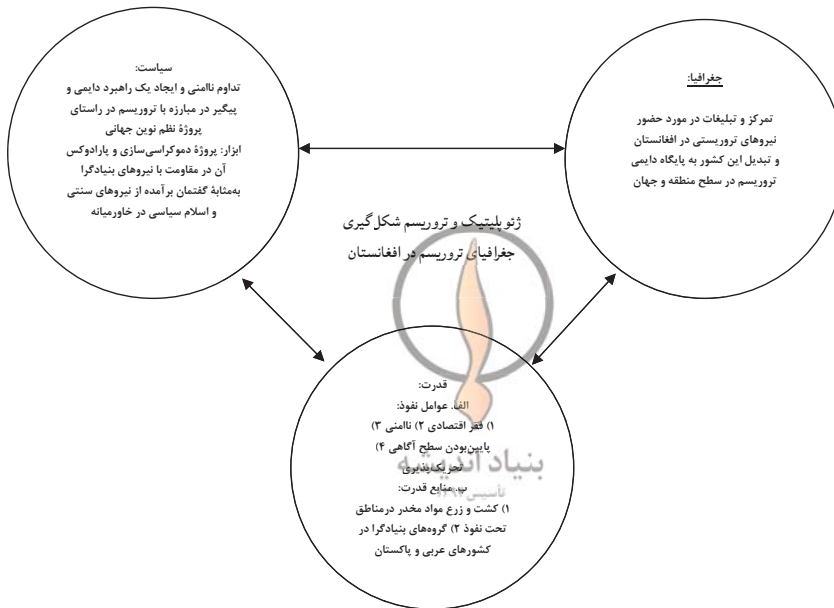 سیاست:
تداوم ناامنی و ایجاد یک راهبرد دایمی و
پیگیر در مبارزه با تروریسم در راستای
پروژهٔ نظم نوین جهانی
ابزار: پروژهٔ دموکراسی‌سازی و پارادوکس
آن در مقاومت با نیروهای بنیادگرا
به‌مثابهٔ گفتمان برآمده از نیروهای سنتی
و اسلام سیاسی در خاورمیانه
جغرافیا:
تمرکز و تبلیغات در مورد حضور
نیروهای تروریستی در افغانستان
و تبدیل این کشور به پایگاه دایمی
تروریسم در سطح منطقه و جهان
ژئوپلیتیک و تروریسم شکل‌گیری
جغرافیای تروریسم در افغانستان
قدرت:
الف. عوامل نفوذ:
۱) فقر اقتصادی ۲) ناامنی ۳)
پایین‌بودن سطح آگاهی ۴)
تحریک‌پذیری
ب. منابع قدرت:
۱) کشت و زرع مواد مخدر درمناطق
تحت نفوذ ۲) گروه‌های بنیادگرا در
کشورهای عربی و پاکستان
بنیاد اندیشه
تأسیس